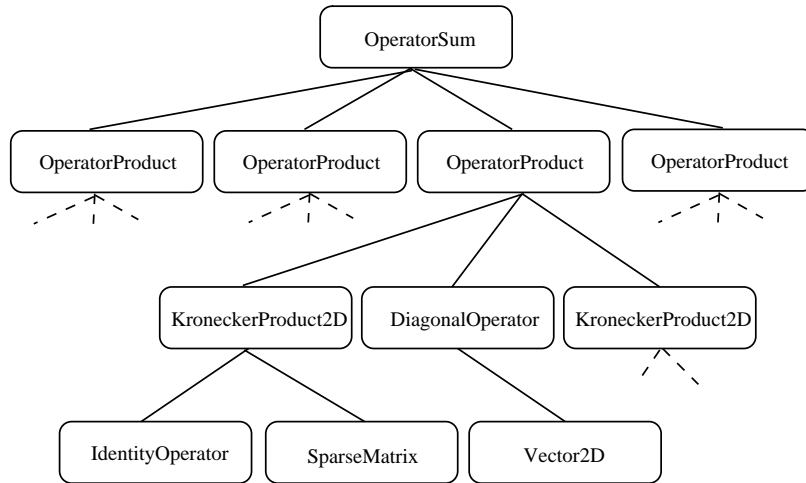 OperatorSum
OperatorProduct
OperatorProduct
OperatorProduct
OperatorProduct
KroneckerProduct2D
DiagonalOperator
KroneckerProduct2D
IdentityOperator
SparseMatrix
Vector2D